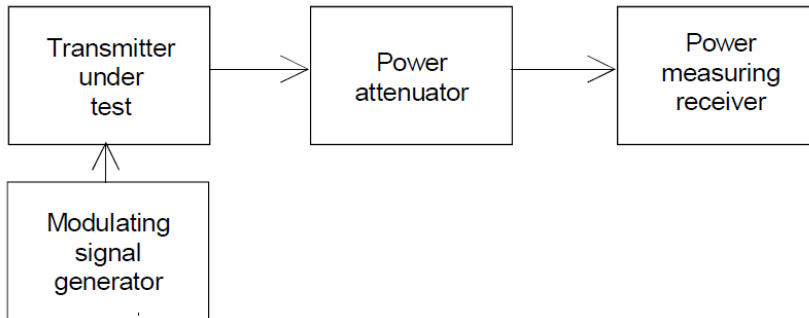 Transmitter
under
test
Power
attenuator
Power
measuring
receiver
Modulating
signal
generator